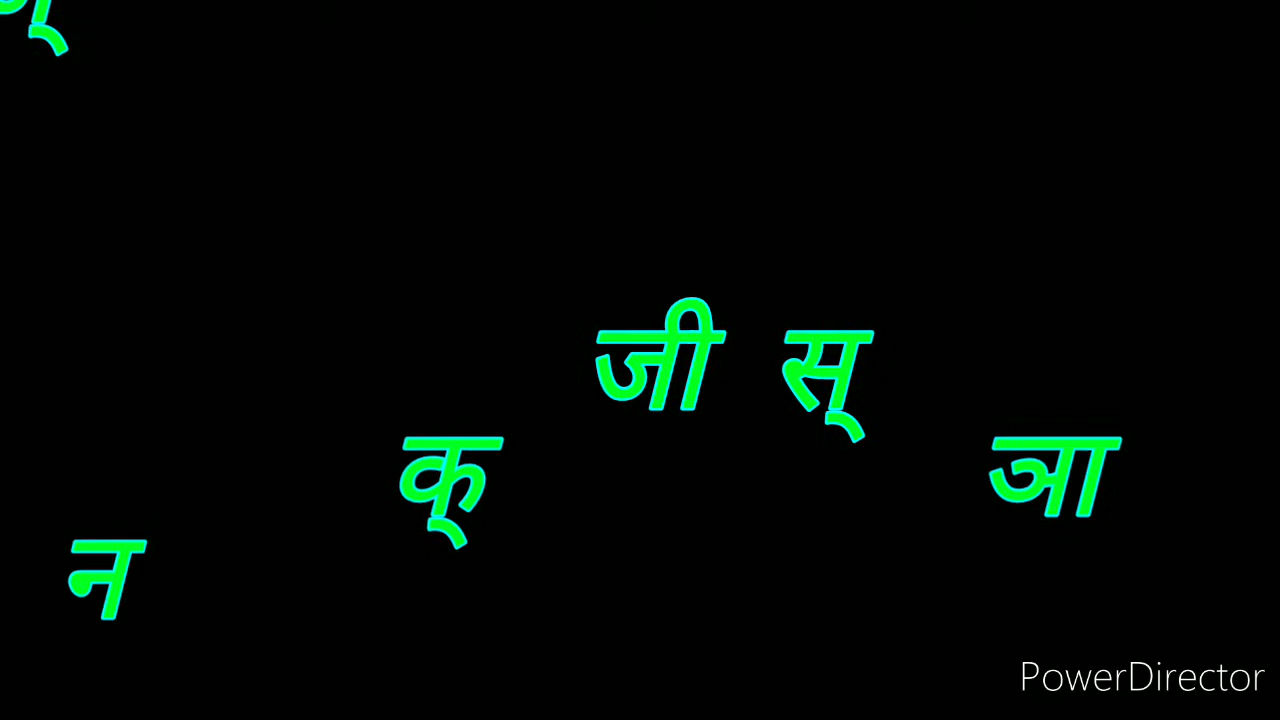 जी स्
क् ञा
न
PowerDirector